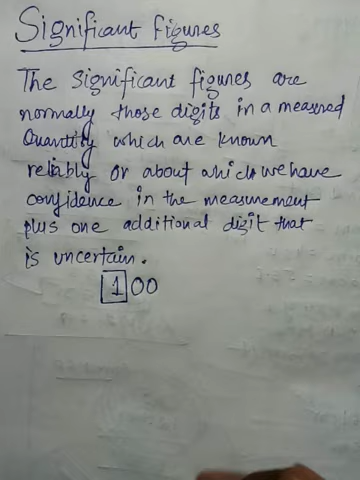 Significant Figures
The Significant figures are
normally those digits in a measured
Quantity which are known
reliably or about which we have
confidence in the measurement
plus one additional digit that
is uncertain.
100